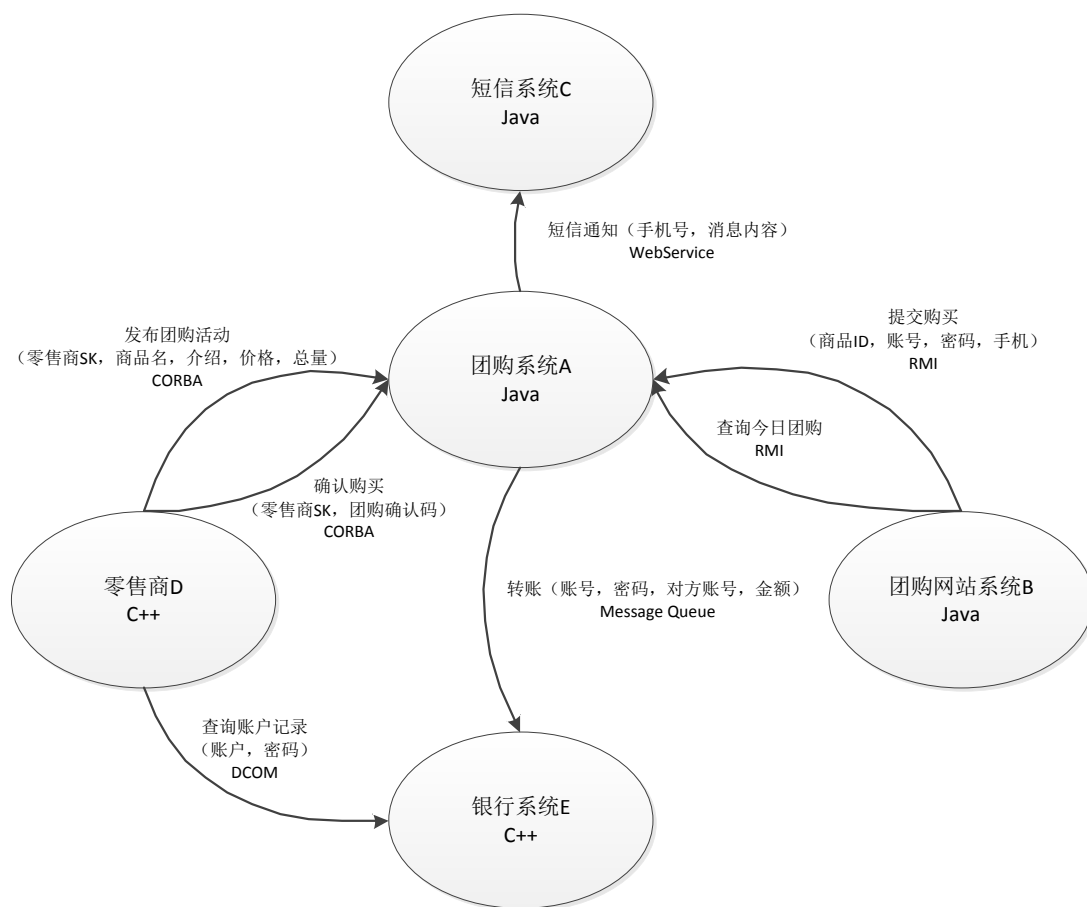 短信系统C
Java
短信通知（手机号，消息内容）
WebService
发布团购活动
（零售商SK，商品名，介绍，价格，总量）
CORBA
团购系统A
Java
提交购买
（商品ID，账号，密码，手机）
RMI
查询今日团购
RMI
确认购买
（零售商SK，团购确认码）
CORBA
零售商D
C++
转账（账号，密码，对方账号，金额）
Message Queue
团购网站系统B
Java
查询账户记录
（账户，密码）
DCOM
银行系统E
C++